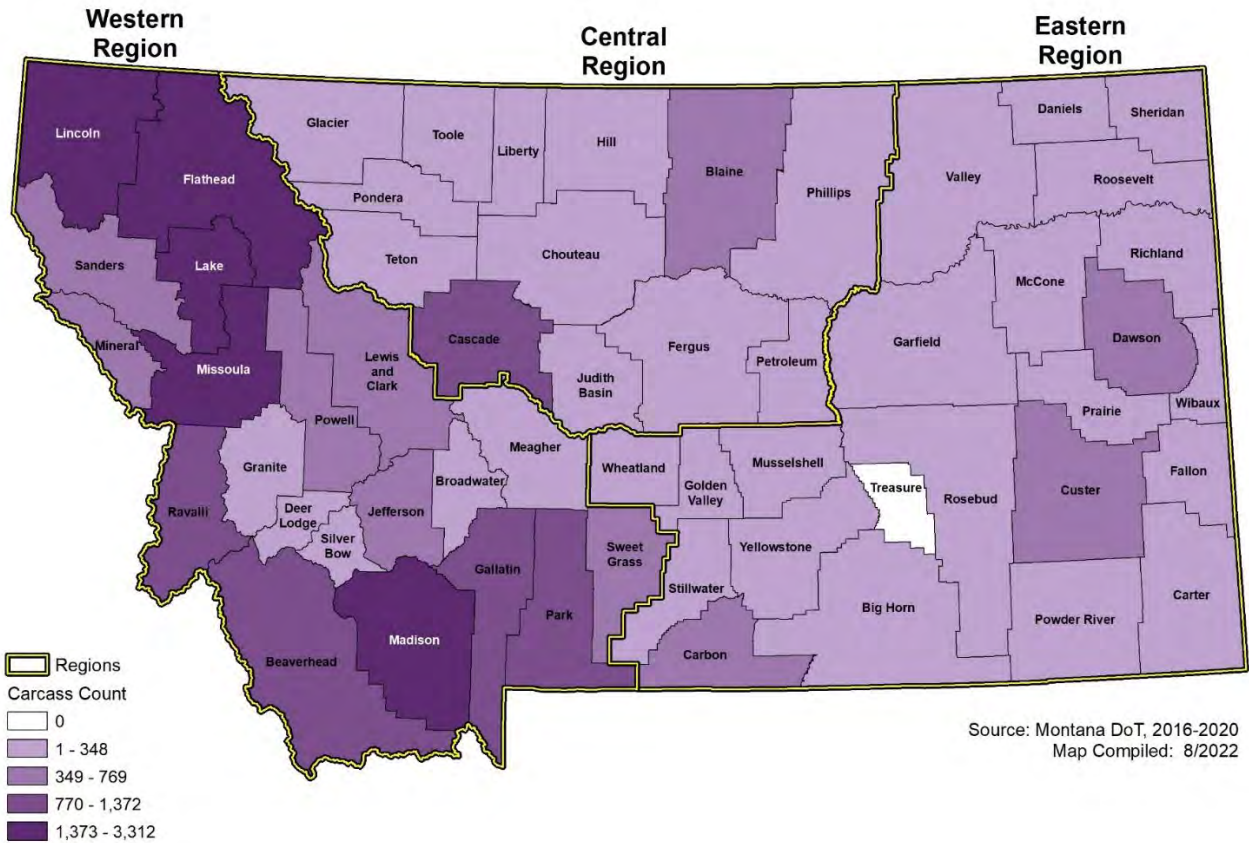 Western
Region
Central
Region
Eastern
Region
Lincoln
Flathead
Glacier
Toole
Liberty
Hill
Blaine
Phillips
Valley
Daniels
Sheridan
Roosevelt
Pondera
Teton
Chouteau
Sanders
Lake
McCone
Richland
Garfield
Dawson
Mineral
Missoula
Lewis
and
Clark
Cascade
Judith
Basin
Fergus
Petroleum
Prairie
Wibaux
Powell
Granite
Meagher
Broadwater
Wheatland
Golden
Valley
Musselshell
Treasure
Rosebud
Custer
Fallon
Ravalli
Deer
Lodge
Silver
Bow
Jefferson
Gallatin
Park
Sweet
Grass
Stillwater
Yellowstone
Big Horn
Powder River
Carter
Beaverhead
Madison
Carbon
Regions
Carcass Count
0
1 - 348
349 - 769
770 - 1,372
1,373 - 3,312
Source: Montana DoT, 2016-2020
Map Compiled: 8/2022